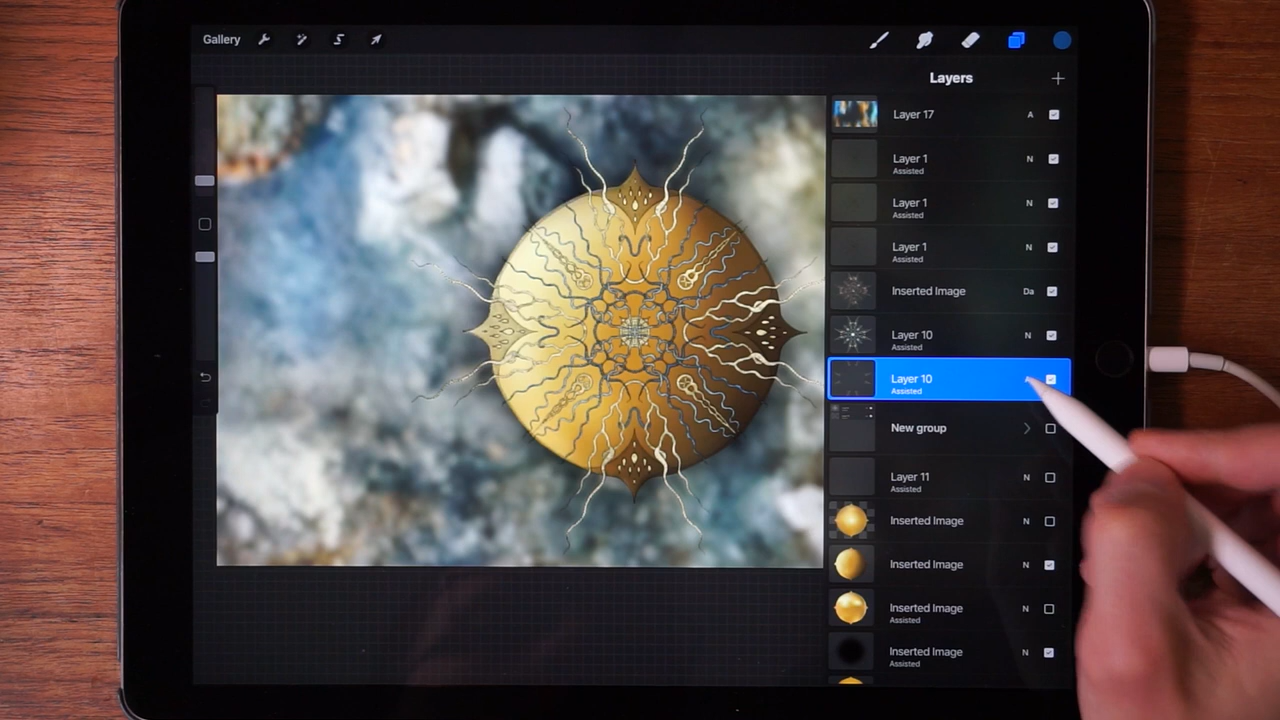 Gallery
Layers
Layer 17 A
Layer 1 N
Assisted
Layer 1 N
Assisted
Layer 1 N
Assisted
Inserted Image Da
Layer 10 N
Assisted
Layer 10
Assisted
New group
Layer 11 N
Assisted
Inserted Image N
Inserted Image N
Inserted Image N
Assisted
Inserted Image N
Assisted